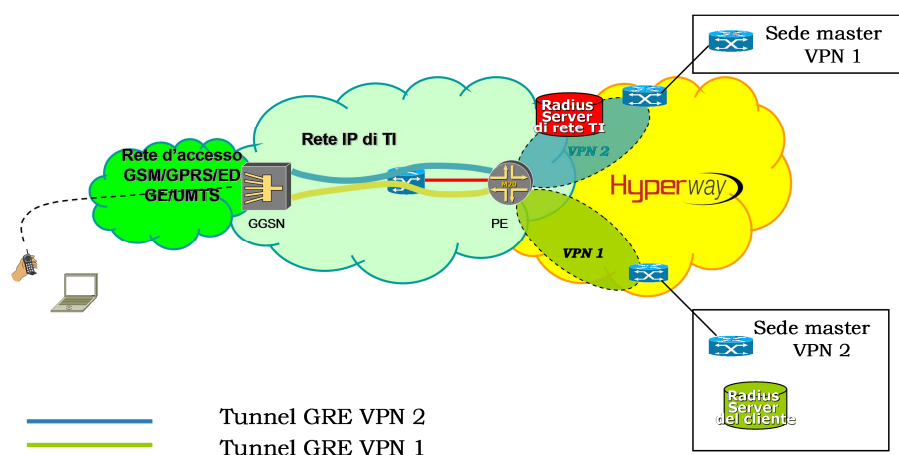 Sede master
VPN 1
Radius
Server
di rete TI
Rete IP di TI
VPN 2
Rete d'accesso
GSM/GPRS/ED
GE/UMTS
M20
Hyperway
GGSN
PE
VPN 1
Sede master
VPN 2
Radius
Server
del cliente
Tunnel GRE VPN 2
Tunnel GRE VPN 1